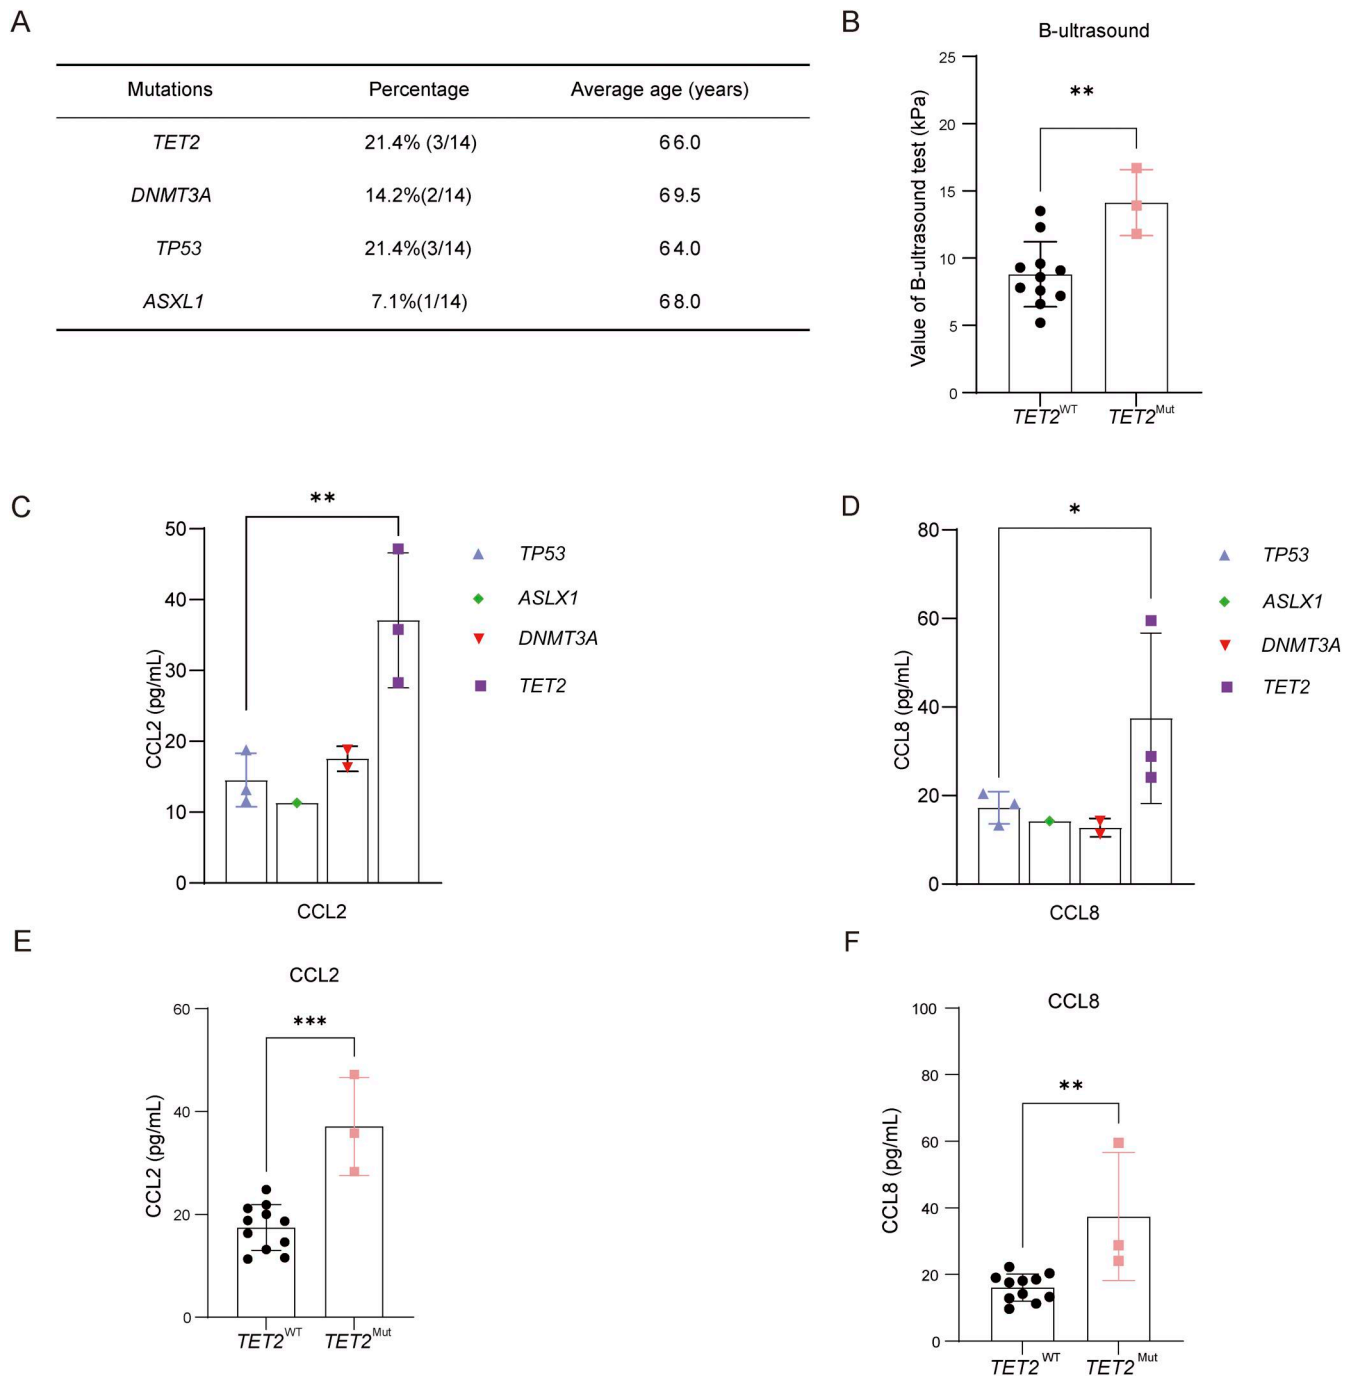 A
Mutations Percentage Average age (years)
TET2 21.4% (3/14) 66.0
DNMT3A 14.2%(2/14) 69.5
TP53 21.4%(3/14) 64.0
ASXL1 7.1%(1/14) 68.0
B
B-ultrasound
**
Value of B-ultrasound test (kPa)
25
20
15
10
5
0
TET2WT TET2Mut
C
**
CCL2 (pg/mL)
50
40
30
20
10
0
CCL2
TP53
ASLX1
DNMT3A
TET2
D
*
CCL8 (pg/mL)
80
60
40
20
0
CCL8
TP53
ASLX1
DNMT3A
TET2
E
CCL2
***
CCL2 (pg/mL)
60
40
20
0
TET2WT TET2Mut
F
CCL8
**
CCL8 (pg/mL)
100
80
60
40
20
0
TET2WT TET2Mut